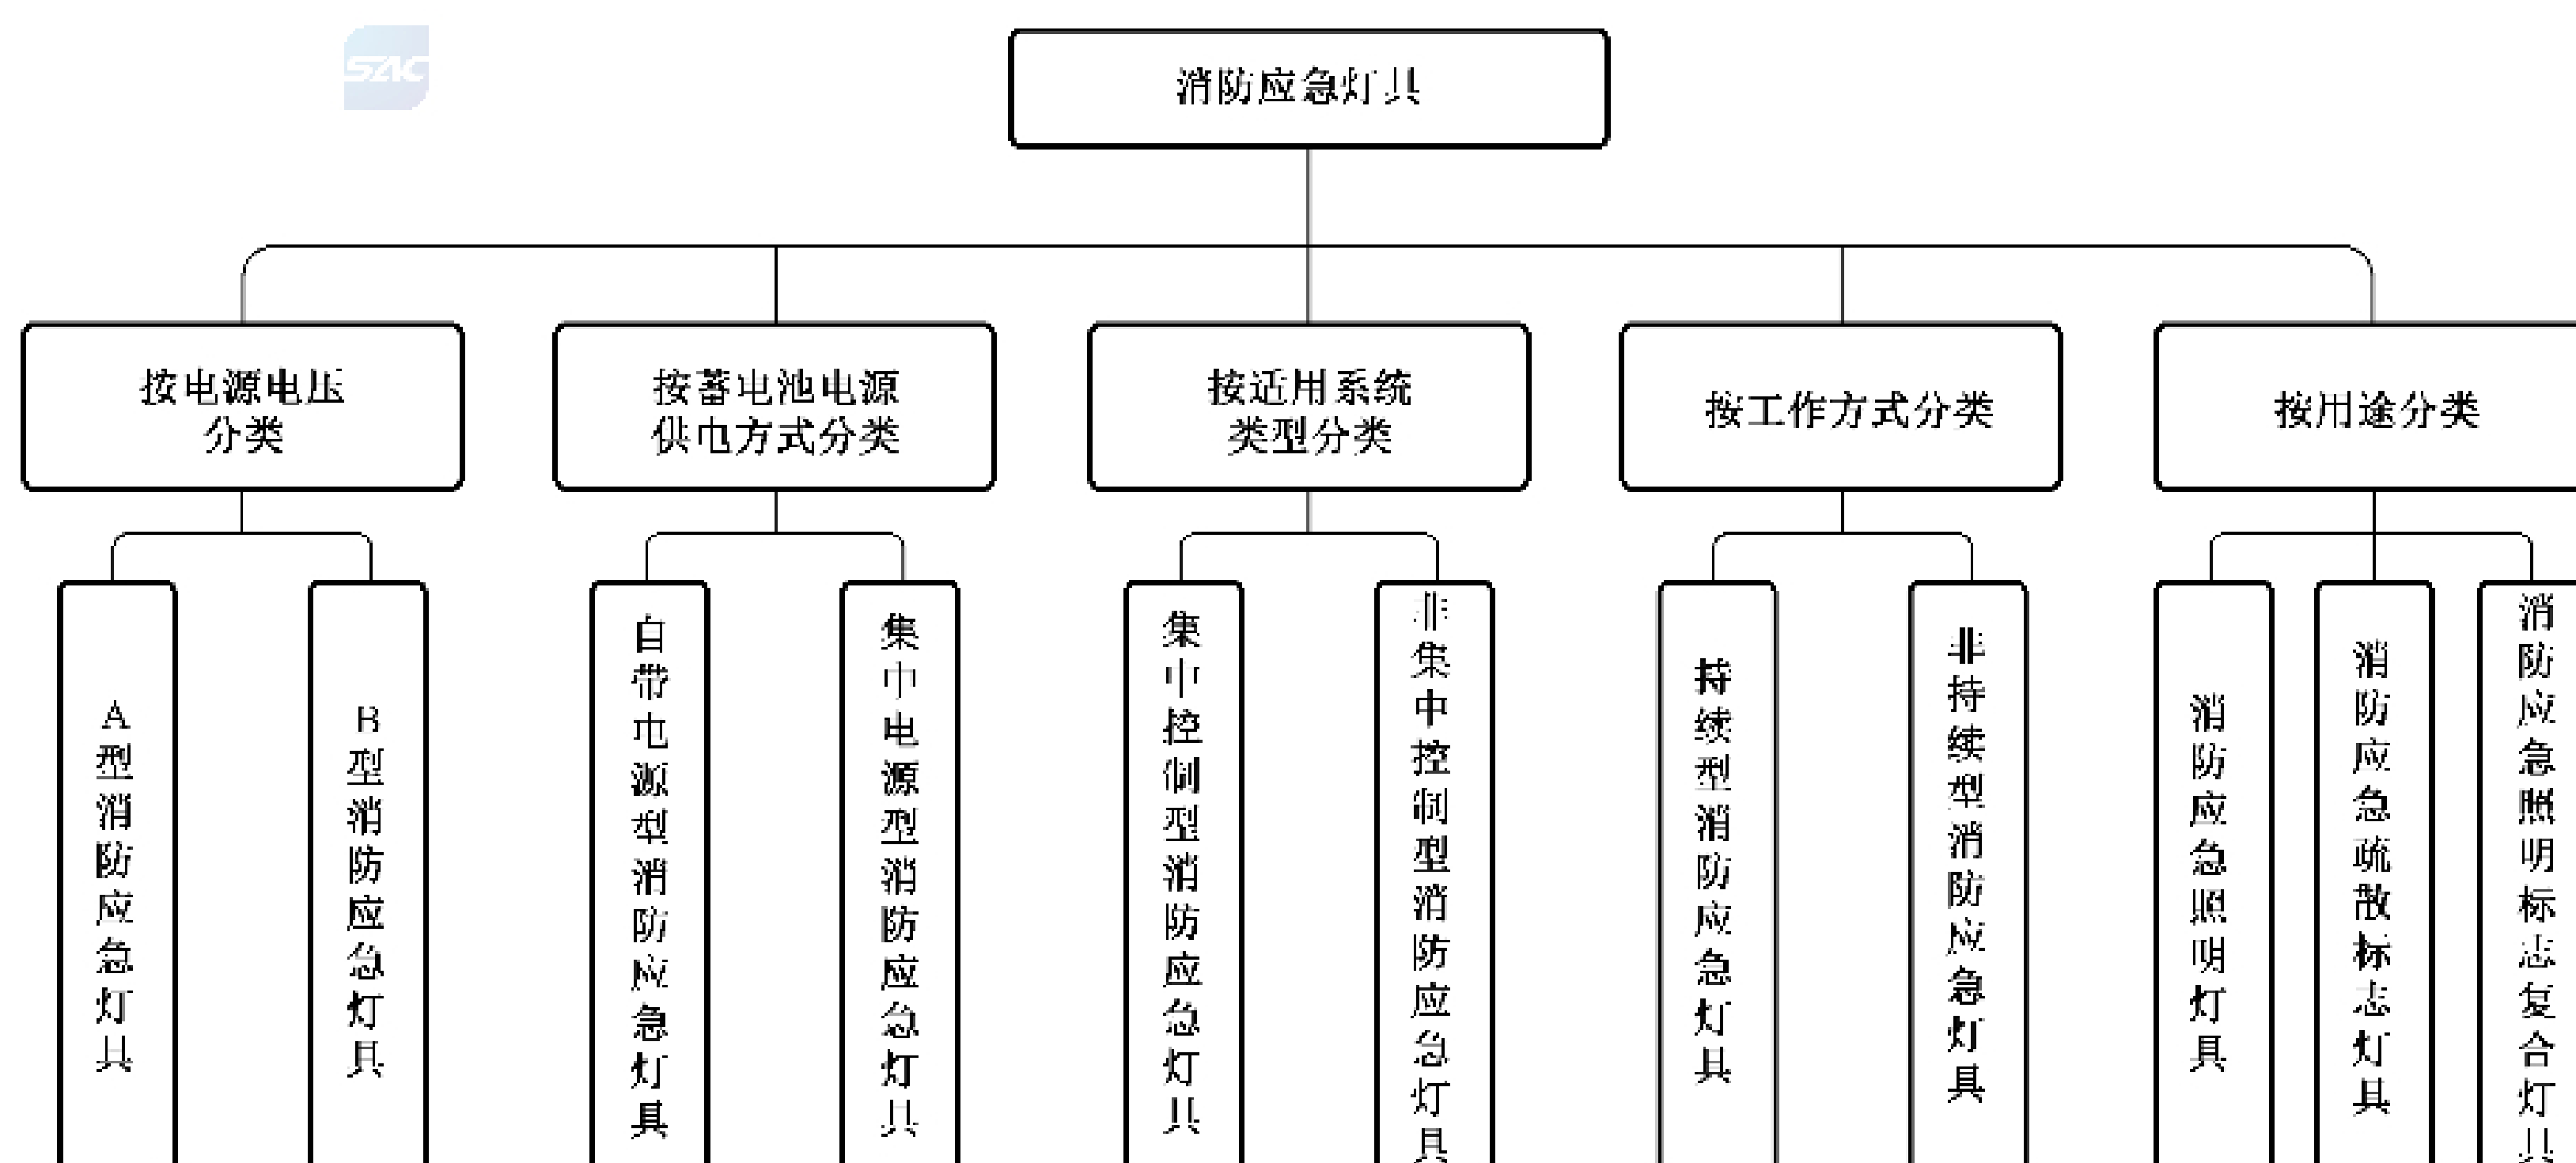 SAC
消防应急灯具
按电源电压
分类
按蓄电池电源
供电方式分类
按适用系统
类型分类
按工作方式分类
按用途分类
A型消防应急灯具
B型消防应急灯具
自带电源型消防应急灯具
集中电源型消防应急灯具
集中控制型消防应急灯具
非集中控制型消防应急灯具
持续型消防应急灯具
非持续型消防应急灯具
消防应急照明灯具
消防应急疏散标志灯具
消防应急照明标志复合灯具